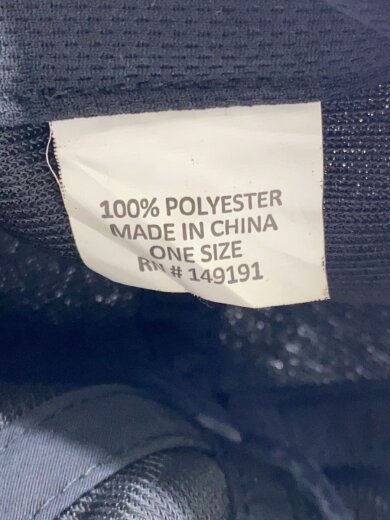 100% POLYESTER
MADE IN CHINA
ONE SIZE
RN # 149191